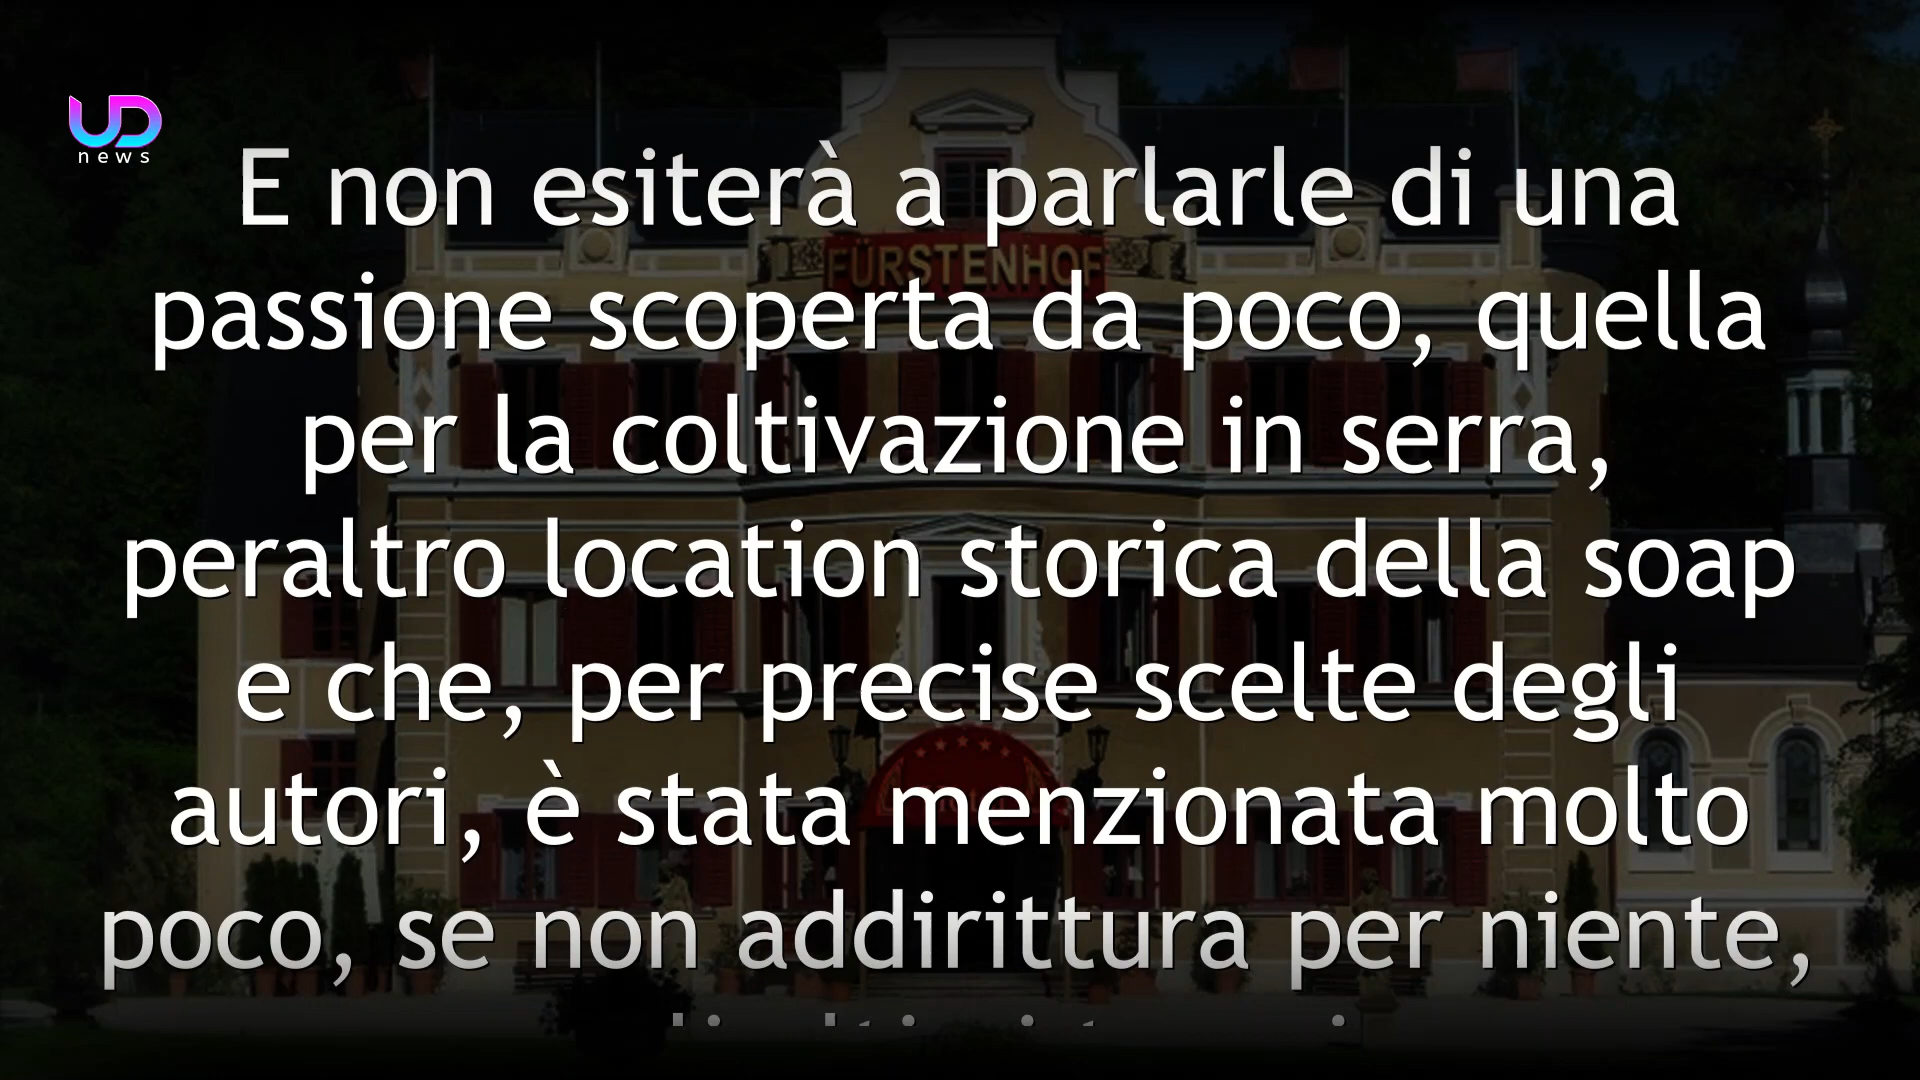 UD
news
E non esiterà a parlarle di una
FÜRSTENHOF
passione scoperta da poco, quella
per la coltivazione in serra,
peraltro location storica della soap
e che, per precise scelte degli
autori, è stata menzionata molto
poco, se non addirittura per niente,